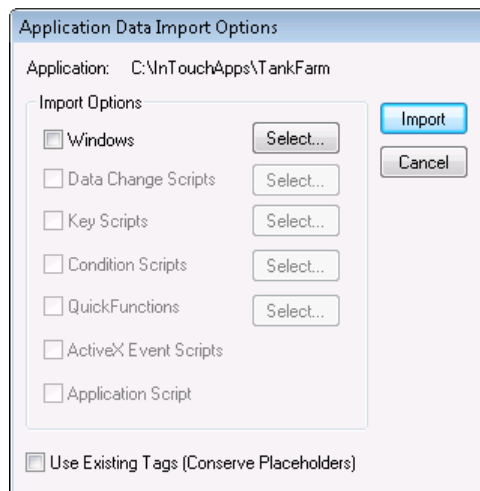 Application Data Import Options
Application: C:\InTouchApps\TankFarm
Import Options
Import
Windows Select...
Cancel
Data Change Scripts Select...
Key Scripts Select...
Condition Scripts Select...
QuickFunctions Select...
ActiveX Event Scripts
Application Script
Use Existing Tags (Conserve Placeholders)